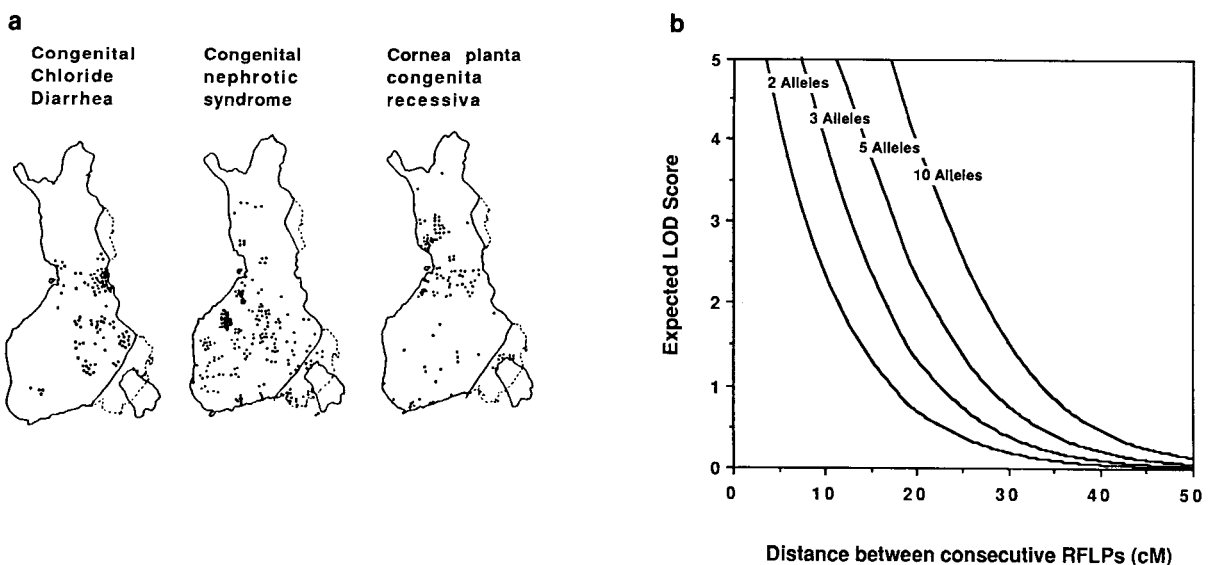 a
Congenital
Chloride
Diarrhea
Congenital
nephrotic
syndrome
Cornea planta
congenita
recessiva
b
Expected LOD Score
5
4
3
2
1
0
2 Alleles
3 Alleles
5 Alleles
10 Alleles
0 10 20 30 40 50
Distance between consecutive RFLPs (cM)